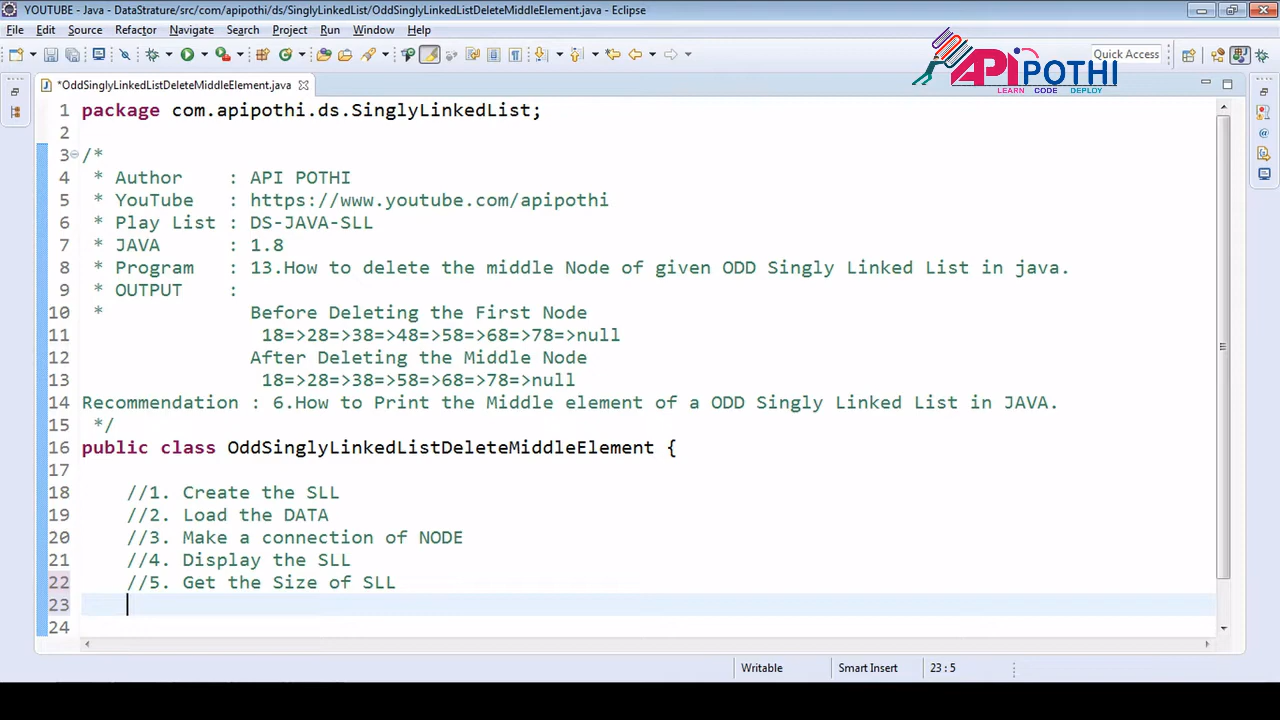 YOUTUBE - Java - DataStrature/src/com/apipothi/ds/SinglyLinkedList/OddSinglyLinkedListDeleteMiddleElement.java - Eclipse
File Edit Source Refactor Navigate Search Project Run Window Help
Quick Access
APIPOTHI
LEARN CODE DEPLOY
*OddSinglyLinkedListDeleteMiddleElement.java
1 package com.apipothi.ds.SinglyLinkedList;
2
3 /*
4 * Author : API POTHI
5 * YouTube : https://www.youtube.com/apipothi
6 * Play List : DS-JAVA-SLL
7 * JAVA : 1.8
8 * Program : 13.How to delete the middle Node of given ODD Singly Linked List in java.
9 * OUTPUT :
10 * Before Deleting the First Node
11 18=>28=>38=>48=>58=>68=>78=>null
12 After Deleting the Middle Node
13 18=>28=>38=>58=>68=>78=>null
14 Recommendation : 6.How to Print the Middle element of a ODD Singly Linked List in JAVA.
15 */
16 public class OddSinglyLinkedListDeleteMiddleElement {
17
18 //1. Create the SLL
19 //2. Load the DATA
20 //3. Make a connection of NODE
21 //4. Display the SLL
22 //5. Get the Size of SLL
23
24
Writable Smart Insert 23 : 5